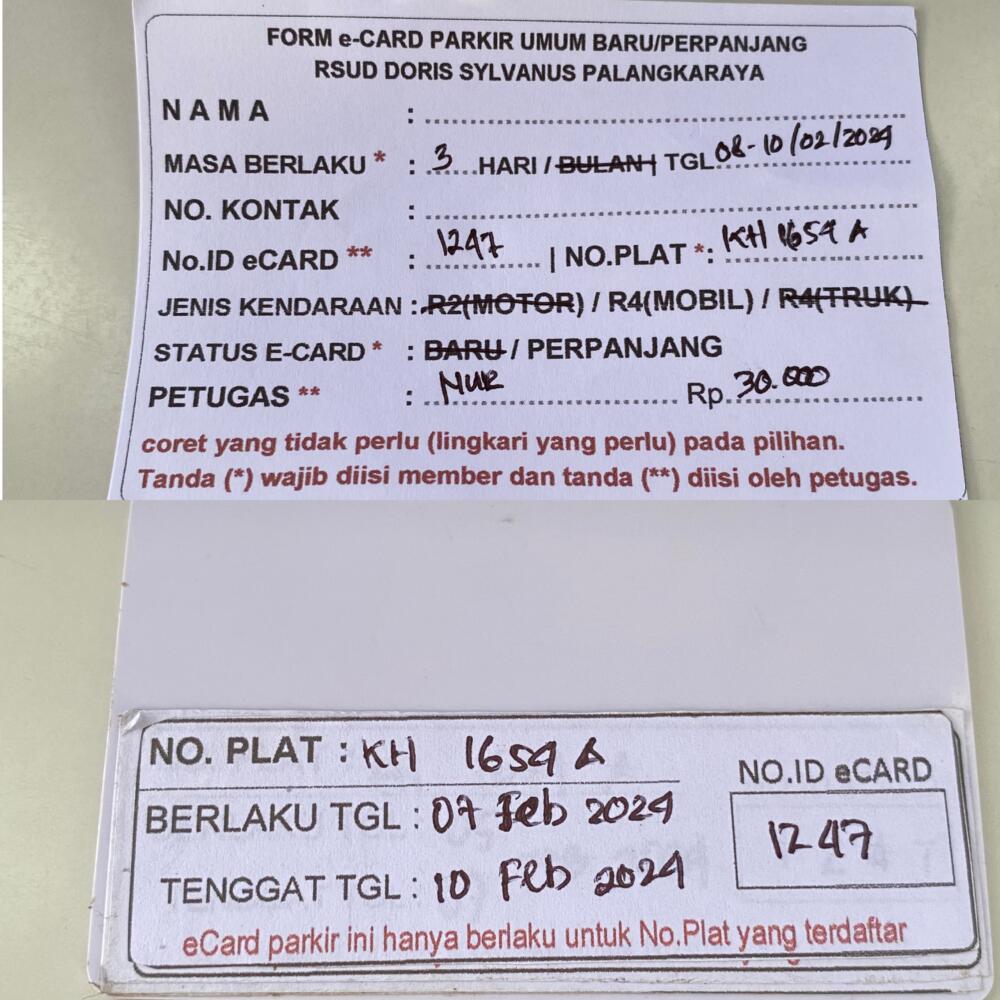 FORM e-CARD PARKIR UMUM BARU/PERPANJANG
RSUD DORIS SYLVANUS PALANGKARAYA
NAMA :
MASA BERLAKU * : 3 HARI / BULAN | TGL 08-10/02/2024
NO. KONTAK :
No.ID eCARD ** : 1247 | NO.PLAT *: KH 1654 A
JENIS KENDARAAN : R2(MOTOR) / R4(MOBIL) / R4(TRUK)
STATUS E-CARD * : BARU / PERPANJANG
PETUGAS ** : NUR Rp. 30.000
coret yang tidak perlu (lingkari yang perlu) pada pilihan.
Tanda (*) wajib diisi member dan tanda (**) diisi oleh petugas.
NO. PLAT : KH 1654 A
NO.ID eCARD
BERLAKU TGL : 07 Feb 2024
1247
TENGGAT TGL : 10 Feb 2024
eCard parkir ini hanya berlaku untuk No.Plat yang terdaftar